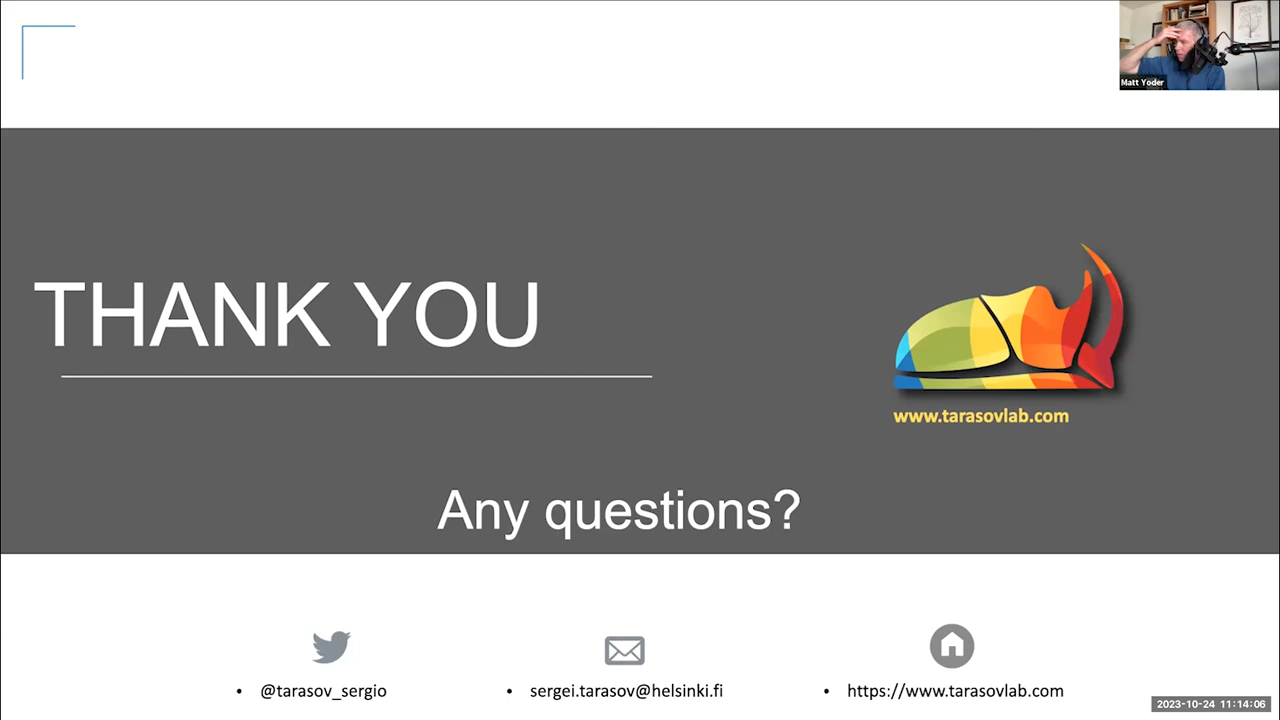 Matt Yoder
THANK YOU
www.tarasovlab.com
Any questions?
• @tarasov_sergio
• sergei.tarasov@helsinki.fi
• https://www.tarasovlab.com
2023-10-24 11:14:06